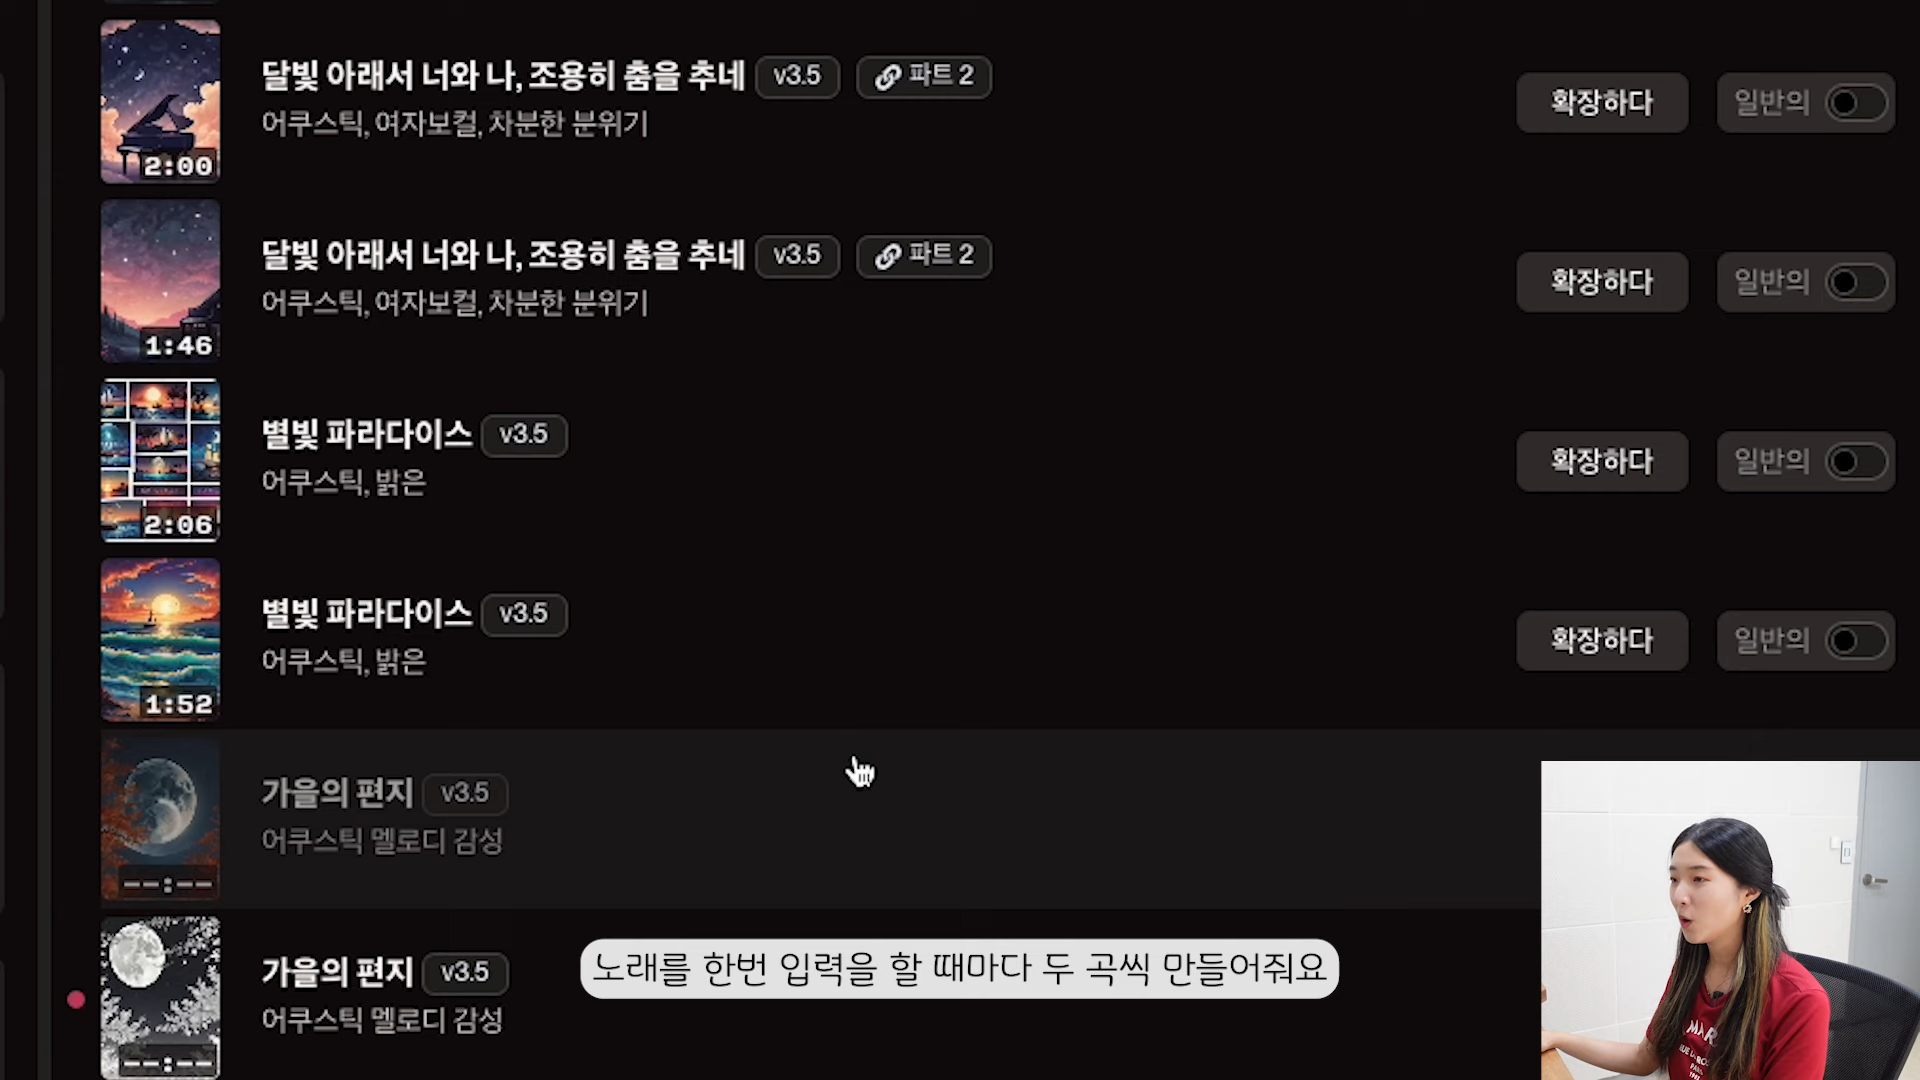 달빛 아래서 너와 나, 조용히 춤을 추네 v3.5 파트 2
어쿠스틱, 여자보컬, 차분한 분위기
2:00
확장하다 일반의
달빛 아래서 너와 나, 조용히 춤을 추네 v3.5 파트 2
어쿠스틱, 여자보컬, 차분한 분위기
1:46
확장하다 일반의
별빛 파라다이스 v3.5
어쿠스틱, 밝은
2:06
확장하다 일반의
별빛 파라다이스 v3.5
어쿠스틱, 밝은
1:52
확장하다 일반의
가을의 편지 v3.5
어쿠스틱 멜로디 감성
--:--
가을의 편지 v3.5
어쿠스틱 멜로디 감성
--:--
노래를 한번 입력을 할 때마다 두 곡씩 만들어줘요